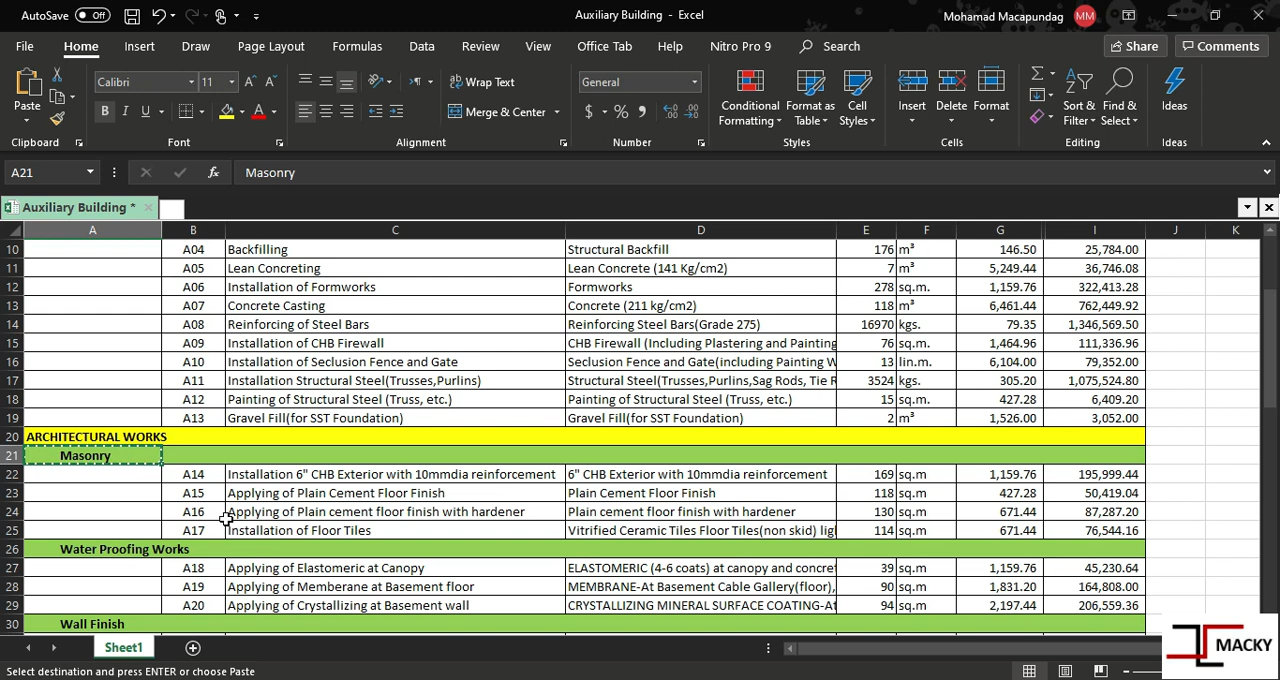 AutoSave Off Auxiliary Building - Excel Mohamad Macapundag MM
File Home Insert Draw Page Layout Formulas Data Review View Office Tab Help Nitro Pro 9 Search Share Comments
Paste Calibri 11 Wrap Text General
B I U A Merge & Center $ % Conditional Formatting Format as Table Cell Styles Insert Delete Format Sort & Filter Find & Select Ideas
Clipboard Font Alignment Number Styles Cells Editing Ideas
A21 fx Masonry
Auxiliary Building *
A B C D E F G I J K
10 A04 Backfilling Structural Backfill 176 m³ 146.50 25,784.00
11 A05 Lean Concreting Lean Concrete (141 Kg/cm2) 7 m³ 5,249.44 36,746.08
12 A06 Installation of Formworks Formworks 278 sq.m. 1,159.76 322,413.28
13 A07 Concrete Casting Concrete (211 kg/cm2) 118 m³ 6,461.44 762,449.92
14 A08 Reinforcing of Steel Bars Reinforcing Steel Bars(Grade 275) 16970 kgs. 79.35 1,346,569.50
15 A09 Installation of CHB Firewall CHB Firewall (Including Plastering and Painting 76 sq.m. 1,464.96 111,336.96
16 A10 Installation of Seclusion Fence and Gate Seclusion Fence and Gate(including Painting W 13 lin.m. 6,104.00 79,352.00
17 A11 Installation Structural Steel(Trusses,Purlins) Structural Steel(Trusses,Purlins,Sag Rods, Tie R 3524 kgs. 305.20 1,075,524.80
18 A12 Painting of Structural Steel (Truss, etc.) Painting of Structural Steel (Truss, etc.) 15 sq.m. 427.28 6,409.20
19 A13 Gravel Fill(for SST Foundation) Gravel Fill(for SST Foundation) 2 m³ 1,526.00 3,052.00
20 ARCHITECTURAL WORKS
21 Masonry
22 A14 Installation 6" CHB Exterior with 10mmdia reinforcement 6" CHB Exterior with 10mmdia reinforcement 169 sq.m 1,159.76 195,999.44
23 A15 Applying of Plain Cement Floor Finish Plain Cement Floor Finish 118 sq.m 427.28 50,419.04
24 A16 Applying of Plain cement floor finish with hardener Plain cement floor finish with hardener 130 sq.m 671.44 87,287.20
25 A17 Installation of Floor Tiles Vitrified Ceramic Tiles Floor Tiles(non skid) lig 114 sq.m 671.44 76,544.16
26 Water Proofing Works
27 A18 Applying of Elastomeric at Canopy ELASTOMERIC (4-6 coats) at canopy and concre 39 sq.m 1,159.76 45,230.64
28 A19 Applying of Memberane at Basement floor MEMBRANE-At Basement Cable Gallery(floor), 90 sq.m 1,831.20 164,808.00
29 A20 Applying of Crystallizing at Basement wall CRYSTALLIZING MINERAL SURFACE COATING-At 94 sq.m 2,197.44 206,559.36
30 Wall Finish
Sheet1
MACKY
Select destination and press ENTER or choose Paste